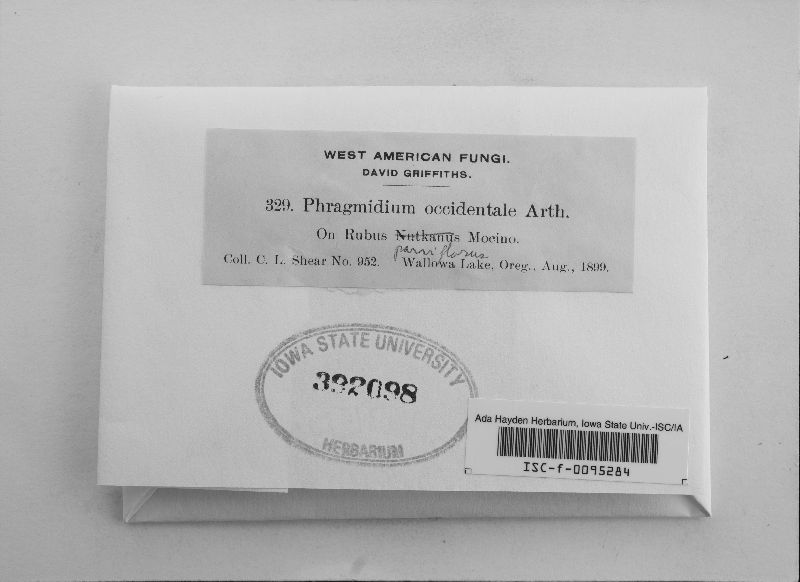 WEST AMERICAN FUNGI.
DAVID GRIFFITHS.
329. Phragmidium occidentale Arth.
On Rubus Nutkanus Mocino.
parviflorus
Coll. C. L. Shear No. 952. Wallowa Lake, Oreg., Aug., 1899.
IOWA STATE UNIVERSITY
392098
HERBARIUM
Ada Hayden Herbarium, Iowa State Univ.-ISC/IA
ISC-f-0095284